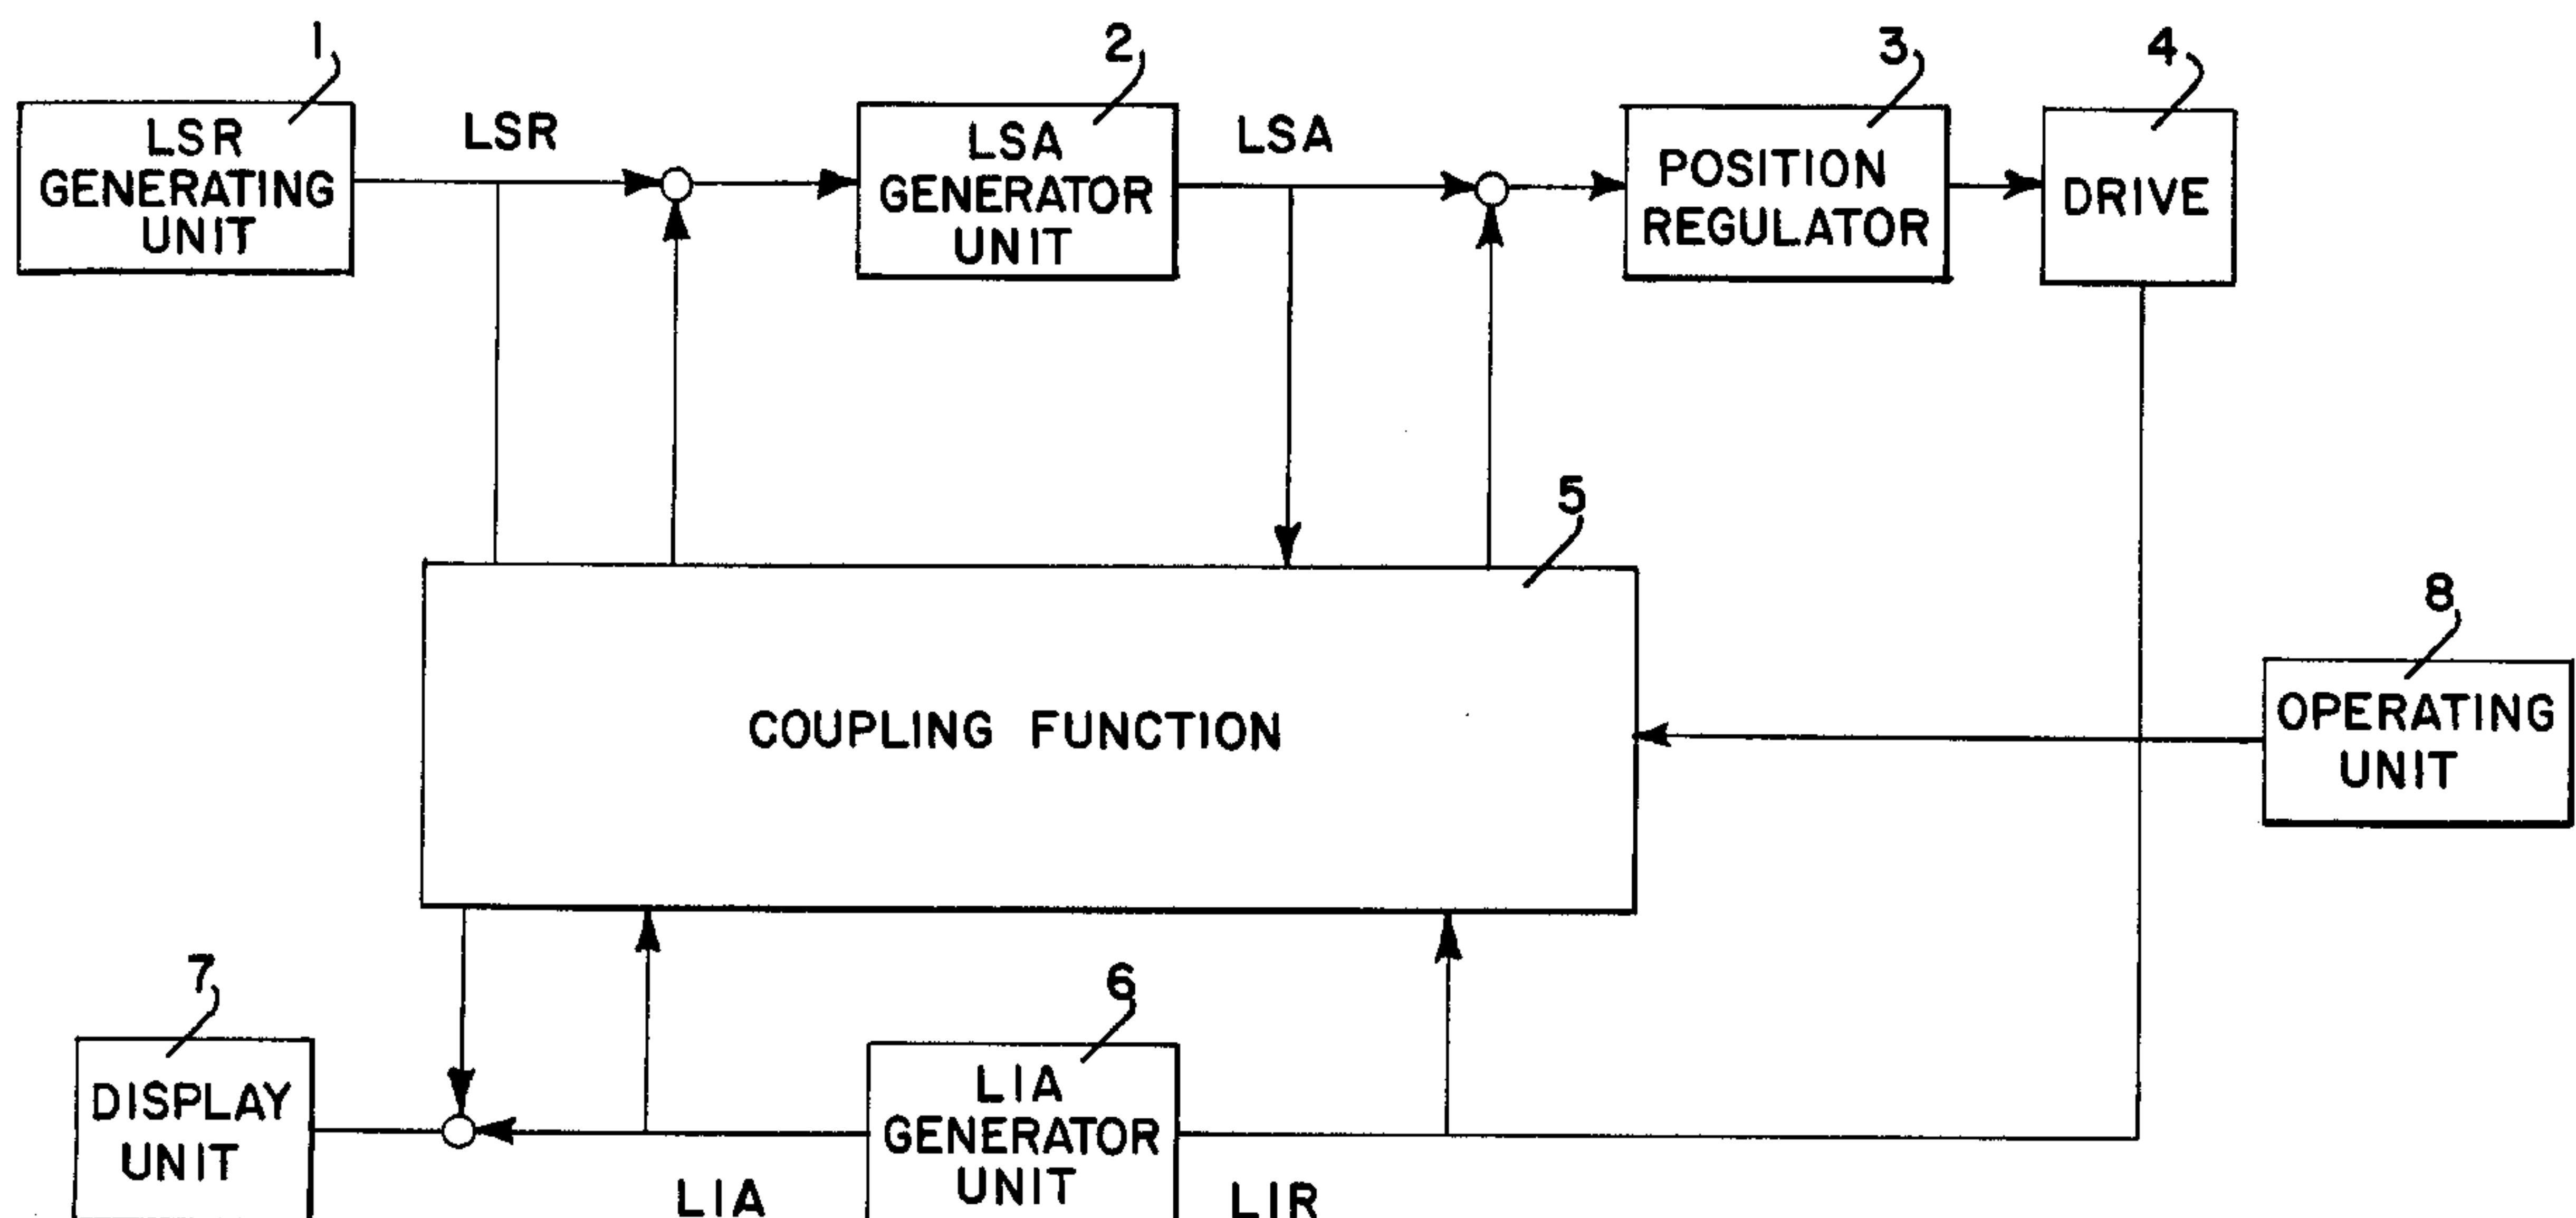 1
LSR
GENERATING
UNIT
LSR
2
LSA
GENERATOR
UNIT
LSA
3
POSITION
REGULATOR
4
DRIVE
5
COUPLING FUNCTION
8
OPERATING
UNIT
7
DISPLAY
UNIT
6
LIA
GENERATOR
UNIT
LIA
LIR